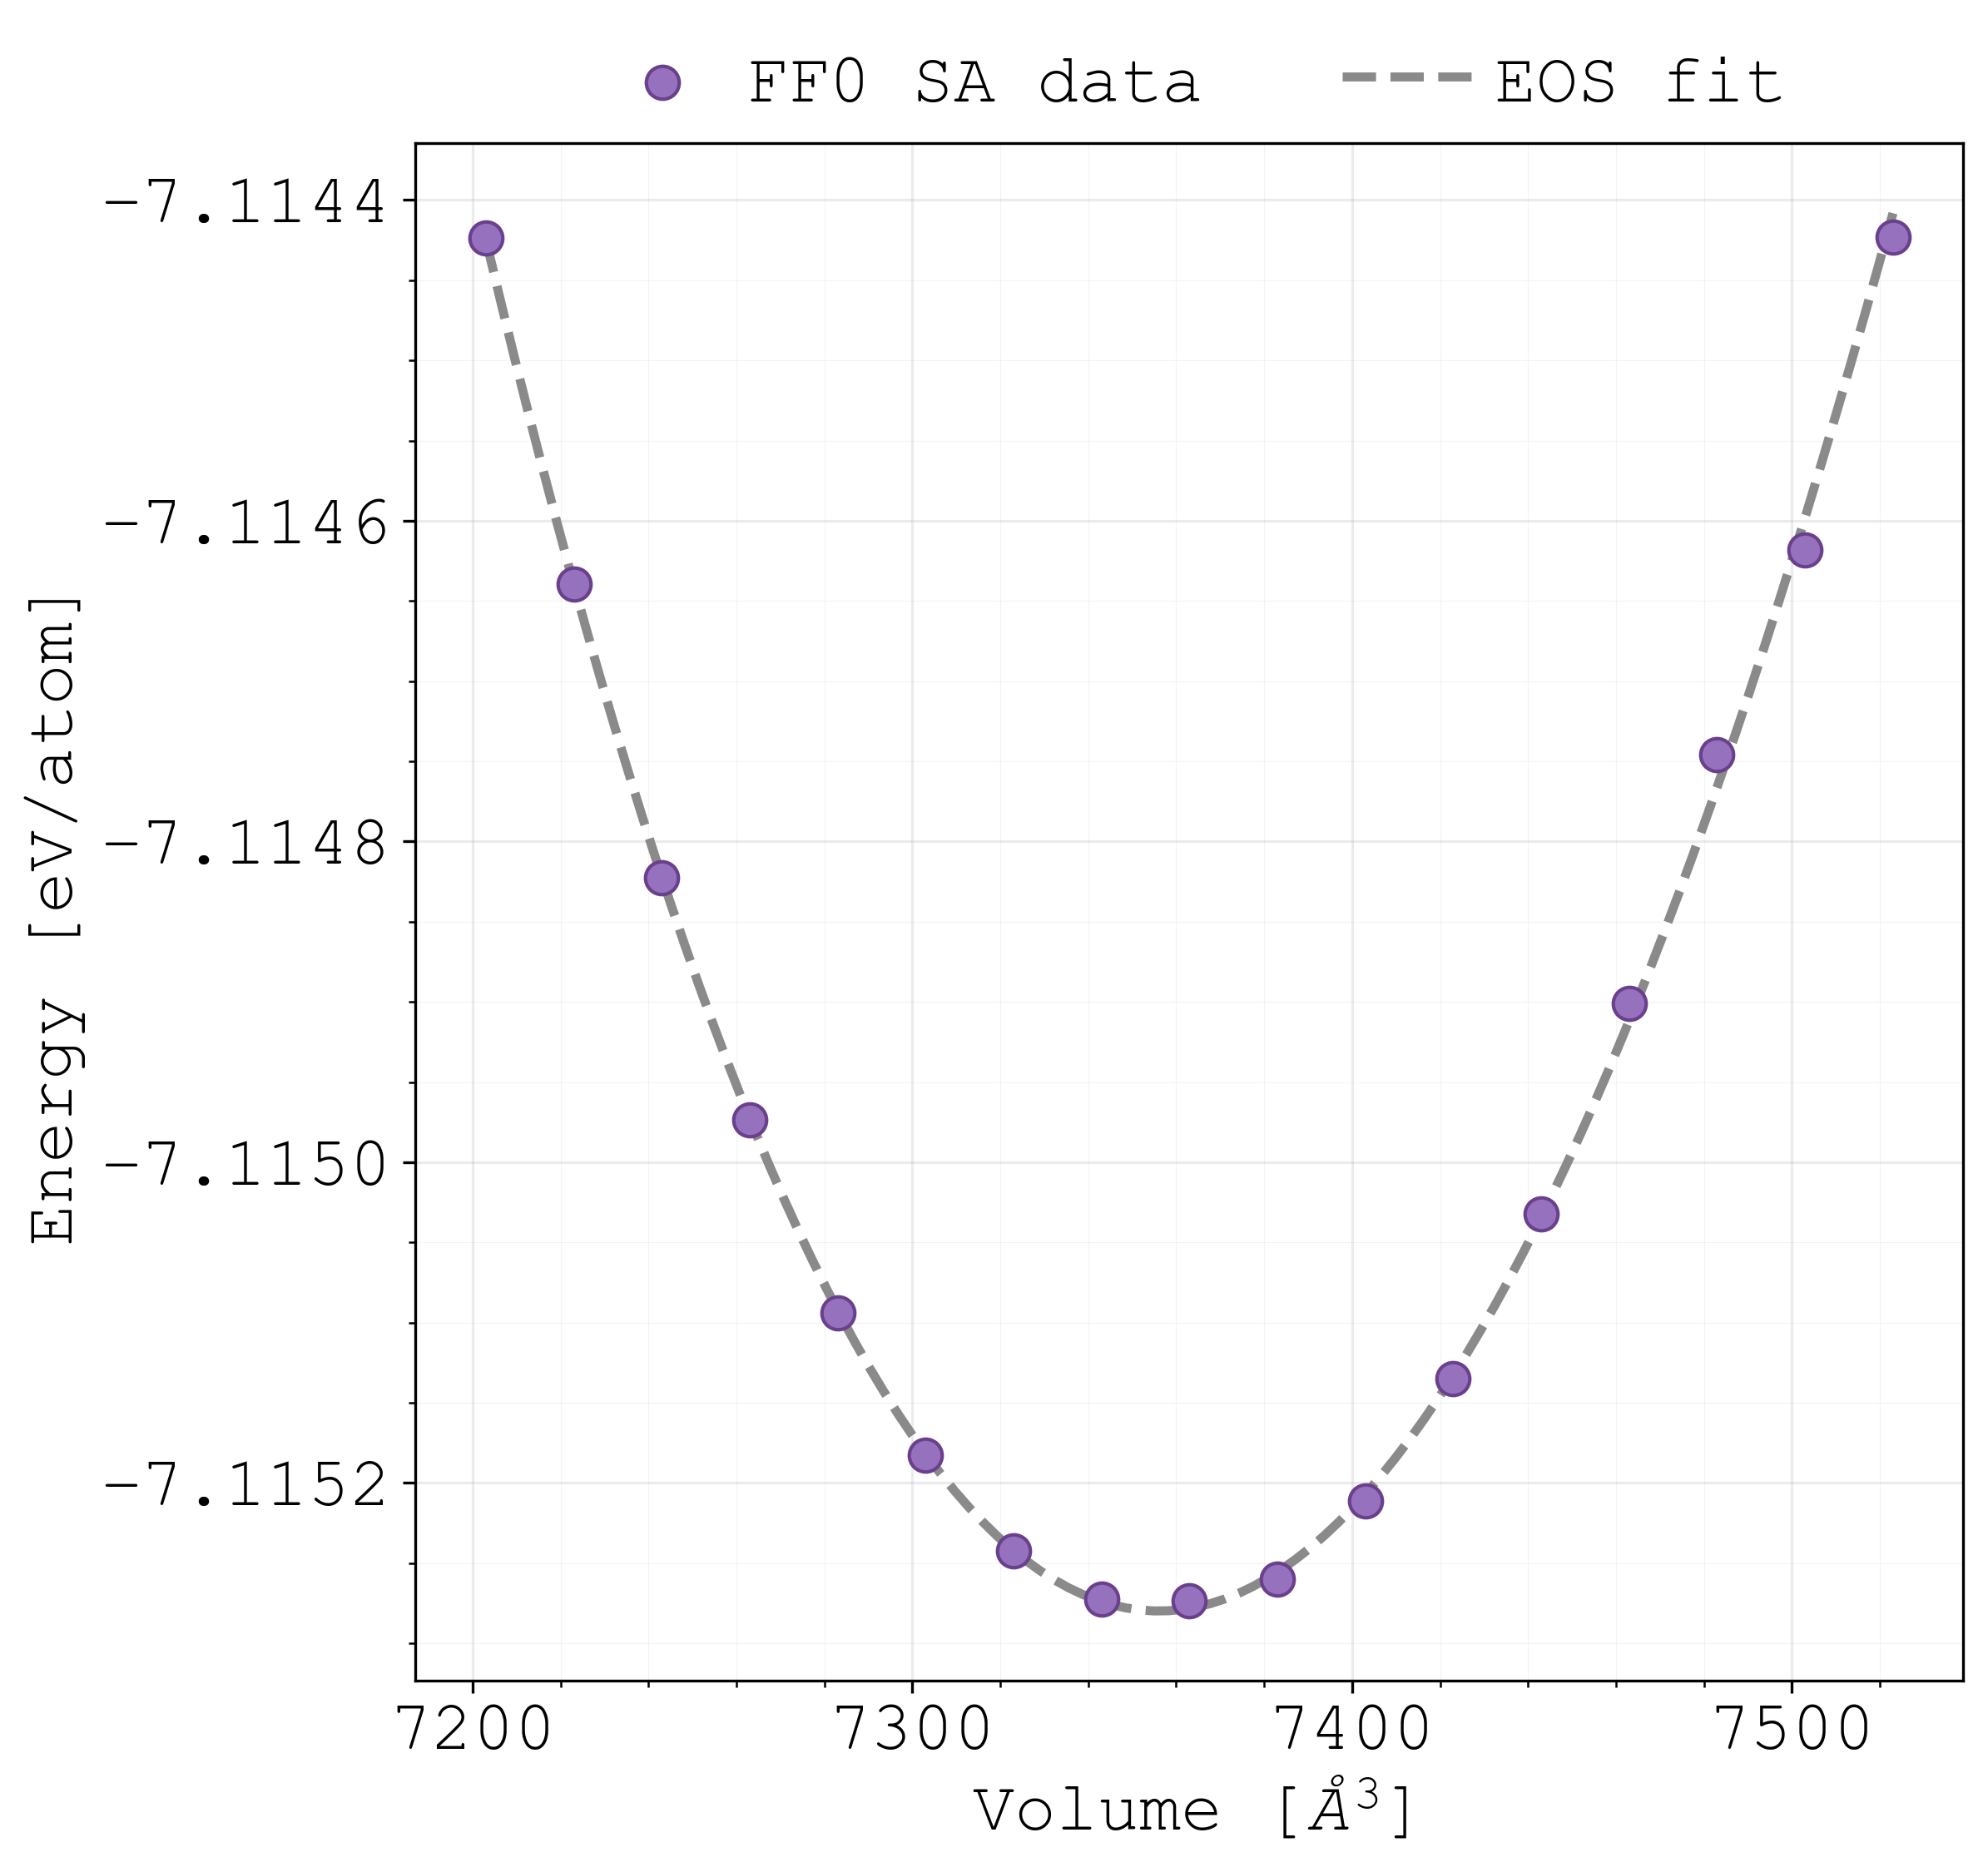 FF0 SA data EOS fit
−7.1144
−7.1146
−7.1148
−7.1150
−7.1152
Energy [eV/atom]
7200 7300 7400 7500
Volume [Å³]